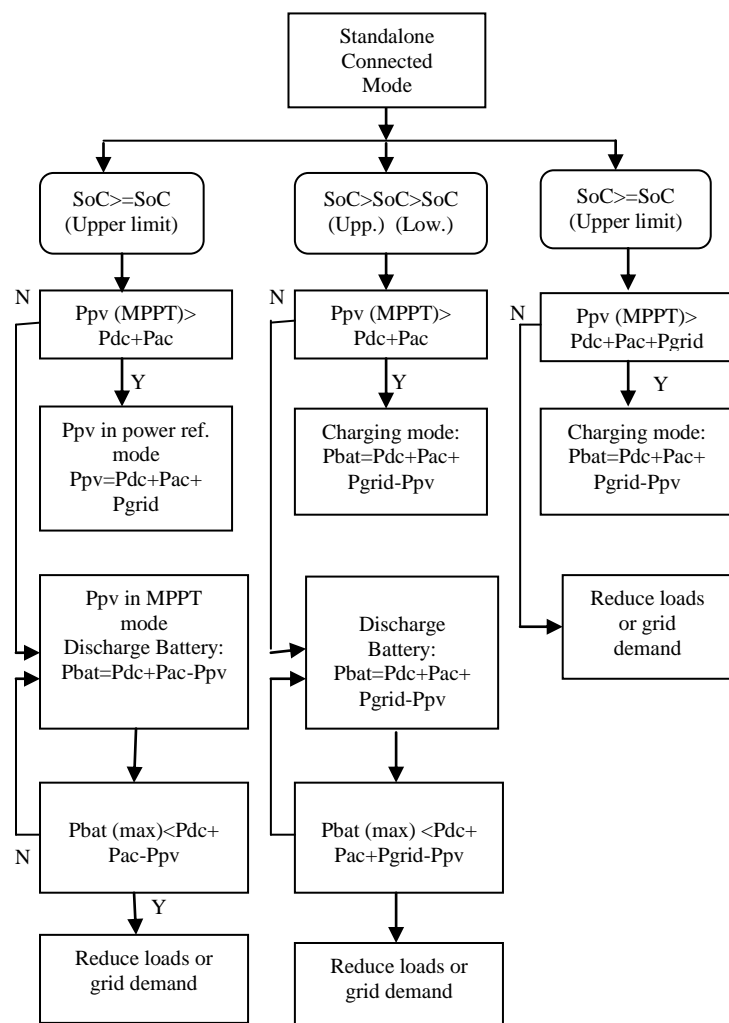 Standalone
Connected
Mode
SoC>=SoC
(Upper limit)
SoC>SoC>SoC
(Upp.) (Low.)
SoC>=SoC
(Upper limit)
N
Ppv (MPPT)>
Pdc+Pac
Y
N
Ppv (MPPT)>
Pdc+Pac
Y
N
Ppv (MPPT)>
Pdc+Pac+Pgrid
Y
Ppv in power ref.
mode
Ppv=Pdc+Pac+
Pgrid
Charging mode:
Pbat=Pdc+Pac+
Pgrid-Ppv
Charging mode:
Pbat=Pdc+Pac+
Pgrid-Ppv
Ppv in MPPT
mode
Discharge Battery:
Pbat=Pdc+Pac-Ppv
Discharge
Battery:
Pbat=Pdc+Pac+
Pgrid-Ppv
Reduce loads
or grid
demand
Pbat (max)<Pdc+
Pac-Ppv
N
Y
Pbat (max) <Pdc+
Pac+Pgrid-Ppv
Reduce loads or
grid demand
Reduce loads or
grid demand